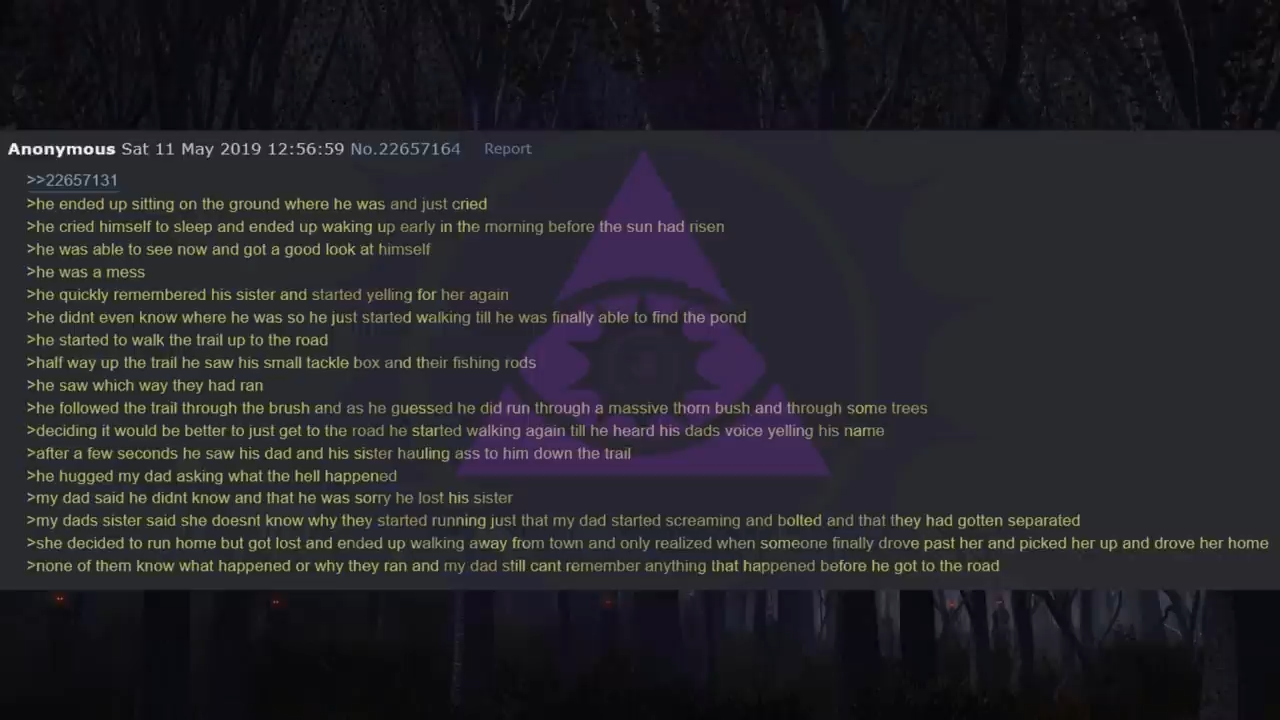 Anonymous Sat 11 May 2019 12:56:59 No.22657164 Report
>>22657131
>he ended up sitting on the ground where he was and just cried
>he cried himself to sleep and ended up waking up early in the morning before the sun had risen
>he was able to see now and got a good look at himself
>he was a mess
>he quickly remembered his sister and started yelling for her again
>he didnt even know where he was so he just started walking till he was finally able to find the pond
>he started to walk the trail up to the road
>half way up the trail he saw his small tackle box and their fishing rods
>he saw which way they had ran
>he followed the trail through the brush and as he guessed he did run through a massive thorn bush and through some trees
>deciding it would be better to just get to the road he started walking again till he heard his dads voice yelling his name
>after a few seconds he saw his dad and his sister hauling ass to him down the trail
>he hugged my dad asking what the hell happened
>my dad said he didnt know and that he was sorry he lost his sister
>my dads sister said she doesnt know why they started running just that my dad started screaming and bolted and that they had gotten separated
>she decided to run home but got lost and ended up walking away from town and only realized when someone finally drove past her and picked her up and drove her home
>none of them know what happened or why they ran and my dad still cant remember anything that happened before he got to the road